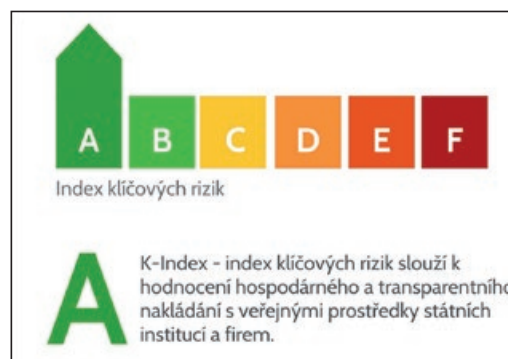 A B C D E F
Index klíčových rizik
A
K-Index - index klíčových rizik slouží k
hodnocení hospodárného a transparentního
nakládání s veřejnými prostředky státních
institucí a firem.